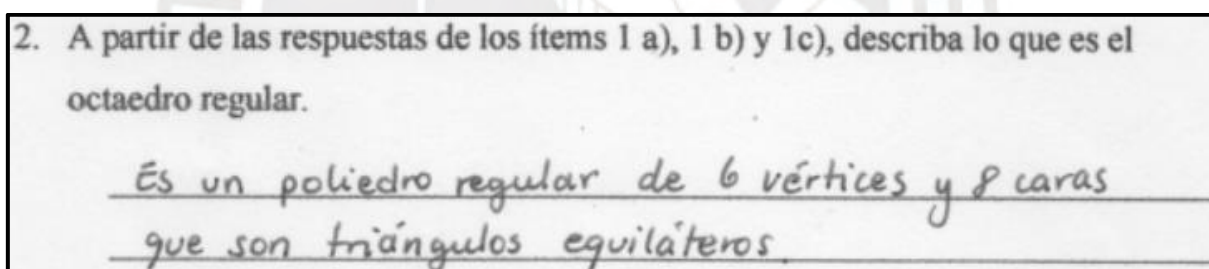 2. A partir de las respuestas de los ítems 1 a), 1 b) y 1c), describa lo que es el
octaedro regular.
Es un poliedro regular de 6 vértices y 8 caras
que son triángulos equiláteros.